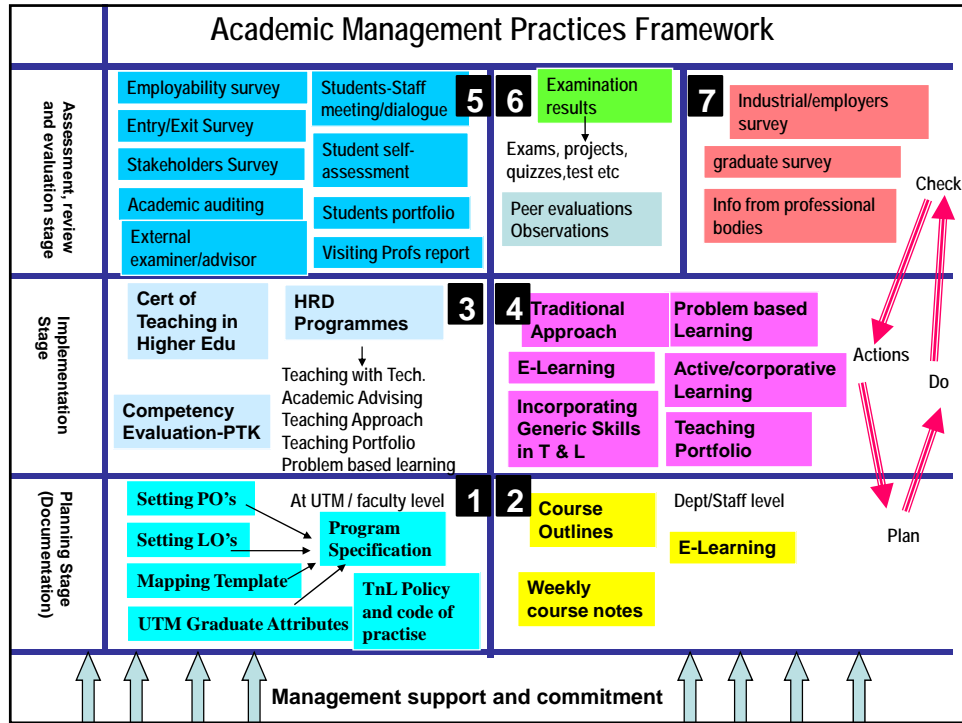 Academic Management Practices Framework
Assessment, review
and evaluation stage
Employability survey
Entry/Exit Survey
Stakeholders Survey
Academic auditing
External
examiner/advisor
Students-Staff
meeting/dialogue
Student self-
assessment
Students portfolio
Visiting Profs report
5
6
Examination
results
Exams, projects,
quizzes,test etc
Peer evaluations
Observations
7
Industrial/employers
survey
graduate survey
Info from professional
bodies
Check
Actions
Do
Plan
Implementation
Stage
Cert of
Teaching in
Higher Edu
Competency
Evaluation-PTK
HRD
Programmes
Teaching with Tech.
Academic Advising
Teaching Approach
Teaching Portfolio
Problem based learning
3
4
Traditional
Approach
E-Learning
Incorporating
Generic Skills
in T & L
Problem based
Learning
Active/corporative
Learning
Teaching
Portfolio
Planning Stage
(Documentation)
Setting PO's
Setting LO's
Mapping Template
UTM Graduate Attributes
At UTM / faculty level
Program
Specification
TnL Policy
and code of
practise
1
2
Course
Outlines
Weekly
course notes
Dept/Staff level
E-Learning
Management support and commitment